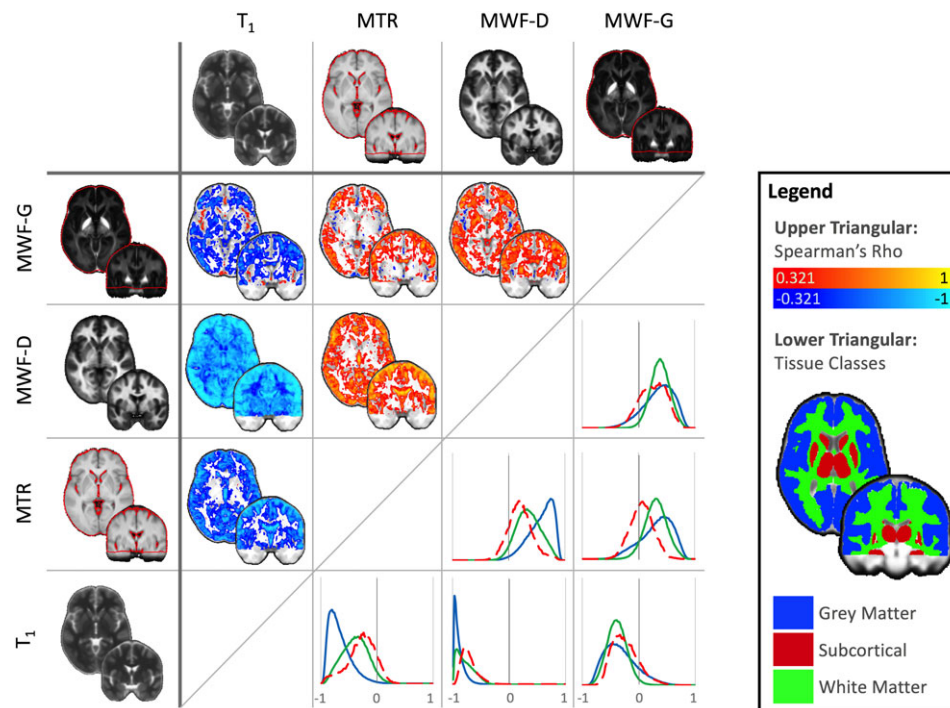 T1 MTR MWF-D MWF-G
MWF-G
MWF-D
MTR
T1
-1 0 1 -1 0 1 -1 0 1
Legend
Upper Triangular:
Spearman's Rho
0.321 1
-0.321 -1
Lower Triangular:
Tissue Classes
Grey Matter
Subcortical
White Matter